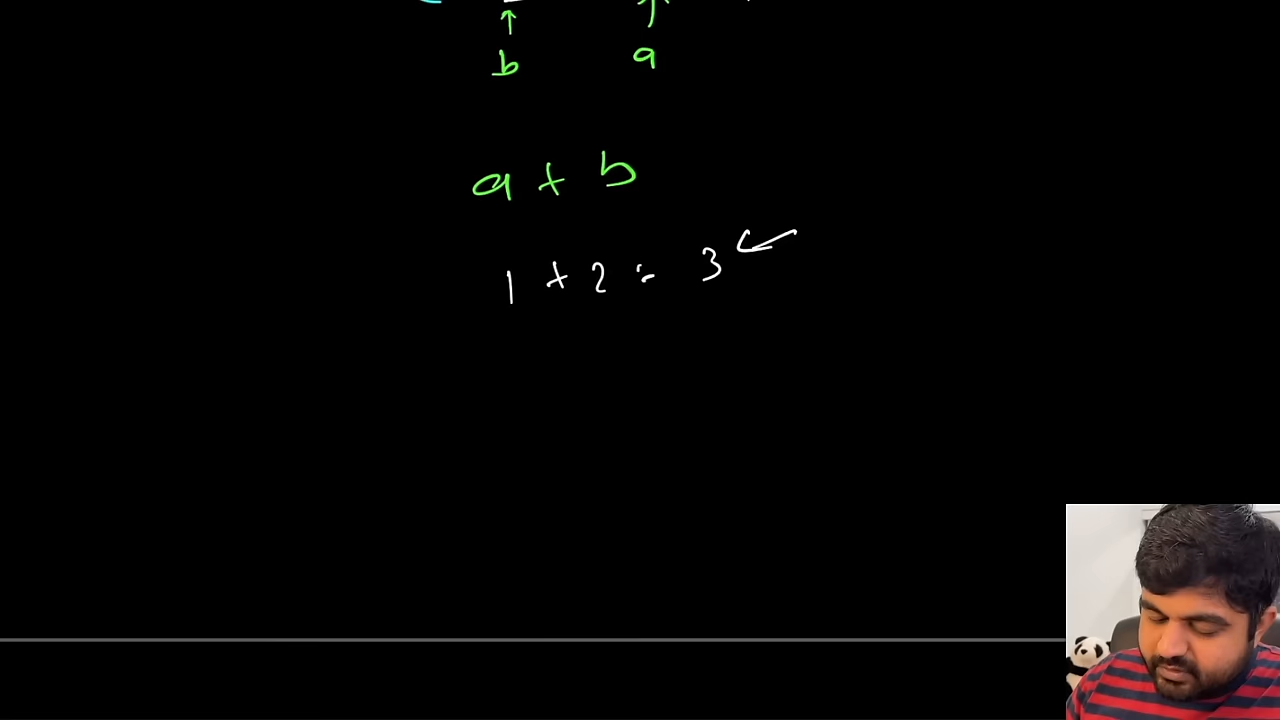 b a
a + b
1 + 2 = 3